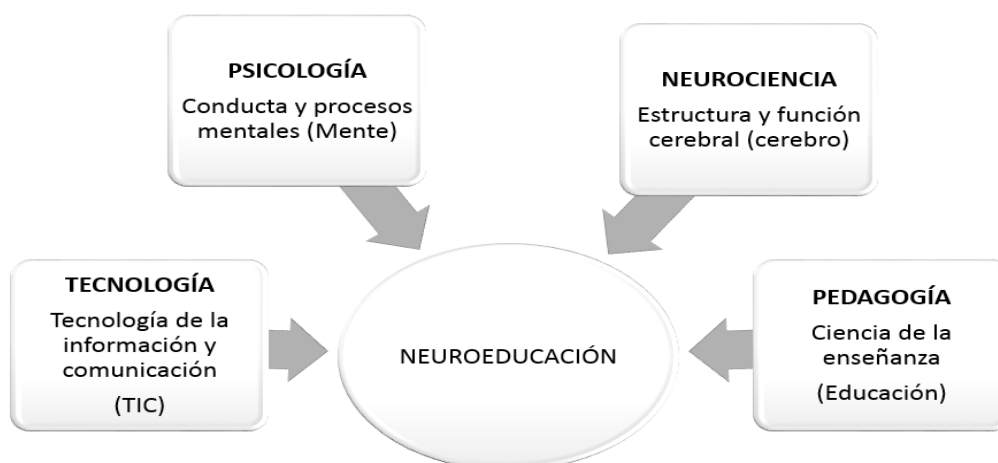 PSICOLOGÍA
Conducta y procesos
mentales (Mente)
NEUROCIENCIA
Estructura y función
cerebral (cerebro)
TECNOLOGÍA
Tecnología de la
información y
comunicación
(TIC)
NEUROEDUCACIÓN
PEDAGOGÍA
Ciencia de la
enseñanza
(Educación)